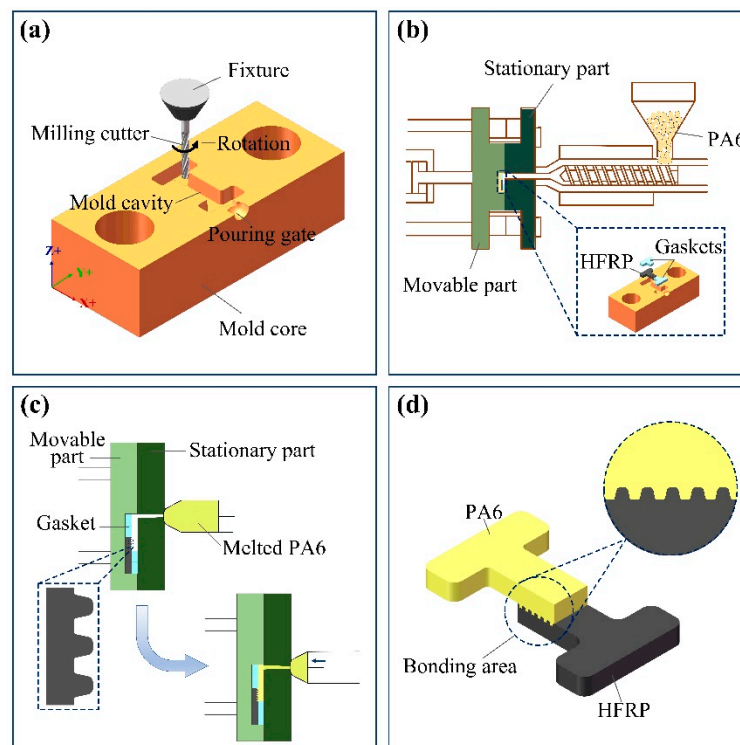 (a)
Fixture
Milling cutter
Rotation
Mold cavity
Pouring gate
Z+
Y+
X+
Mold core
(b)
Stationary part
PA6
Movable part
HFRP
Gaskets
(c)
Movable
part
Stationary part
Gasket
Melted PA6
(d)
PA6
Bonding area
HFRP